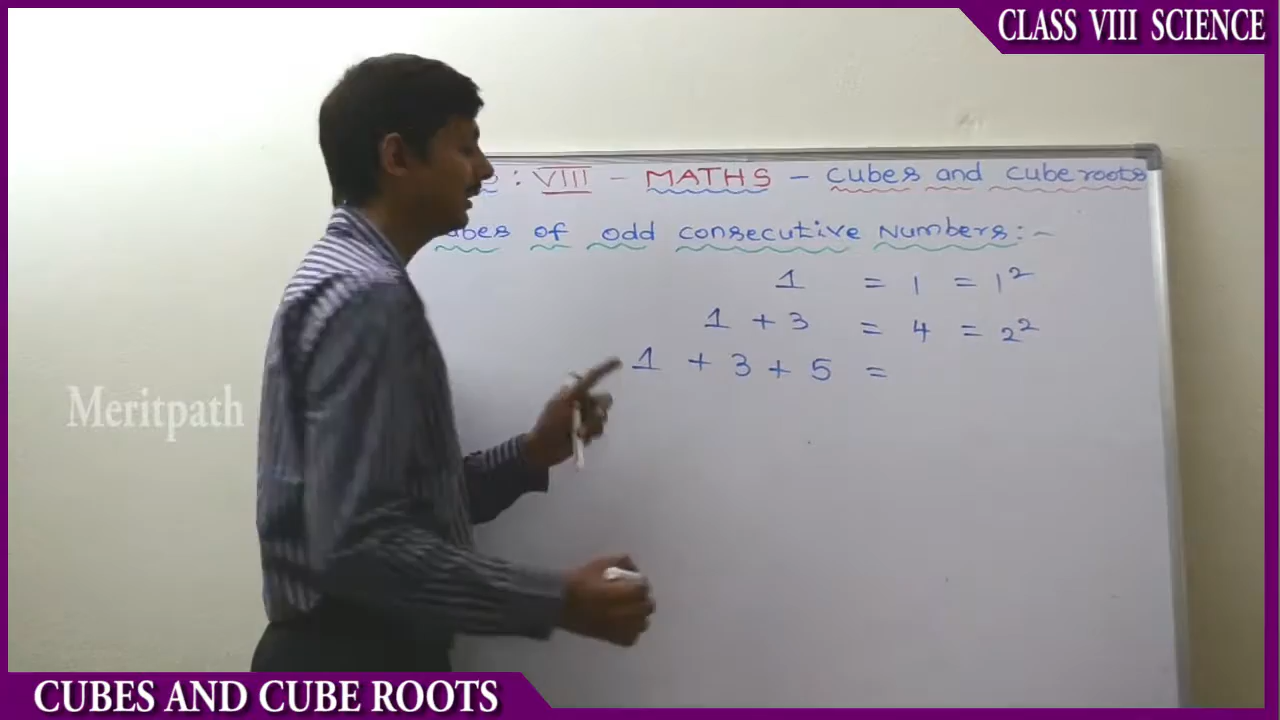 CLASS VIII SCIENCE
: VIII - MATHS - Cubes and Cube roots
of odd consecutive Numbers :-
1 = 1 = 1²
1 + 3 = 4 = 2²
1 + 3 + 5 =
Meritpath
CUBES AND CUBE ROOTS